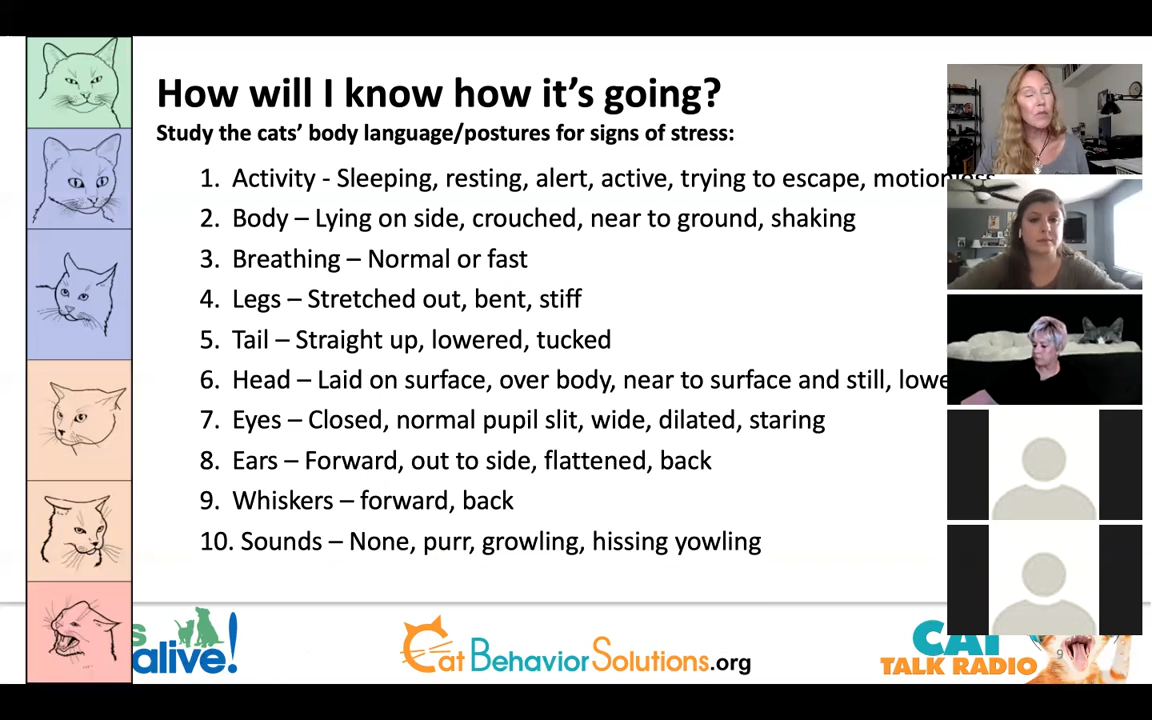 How will I know how it's going?
Study the cats' body language/postures for signs of stress:
1. Activity - Sleeping, resting, alert, active, trying to escape, motionless
2. Body – Lying on side, crouched, near to ground, shaking
3. Breathing – Normal or fast
4. Legs – Stretched out, bent, stiff
5. Tail – Straight up, lowered, tucked
6. Head – Laid on surface, over body, near to surface and still, lowe
7. Eyes – Closed, normal pupil slit, wide, dilated, staring
8. Ears – Forward, out to side, flattened, back
9. Whiskers – forward, back
10. Sounds – None, purr, growling, hissing yowling
s alive!
Cat BehaviorSolutions.org
CAT
TALK RADIO
9